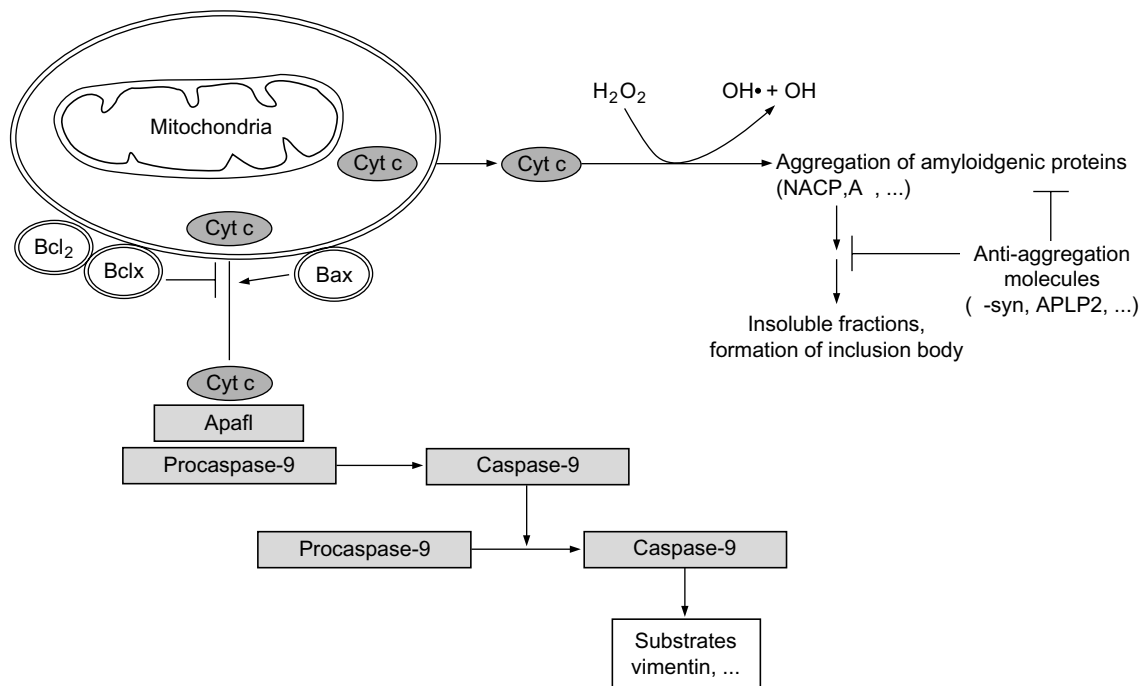 Mitochondria
Cyt c
Cyt c
Bcl₂
Bclx
Bax
Cyt c
H₂O₂
OH• + OH
Aggregation of amyloidgenic proteins
(NACP,A , ...)
Anti-aggregation
molecules
( -syn, APLP2, ...)
Insoluble fractions,
formation of inclusion body
Cyt c
Apafl
Procaspase-9
Caspase-9
Procaspase-9
Caspase-9
Substrates
vimentin, ...